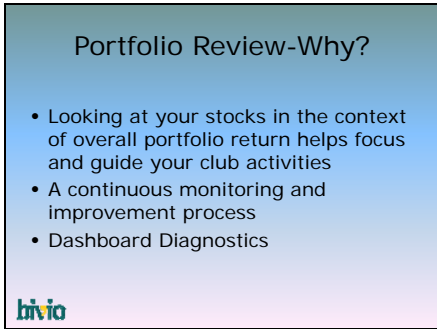 Portfolio Review-Why?
• Looking at your stocks in the context
of overall portfolio return helps focus
and guide your club activities
• A continuous monitoring and
improvement process
• Dashboard Diagnostics
bivio